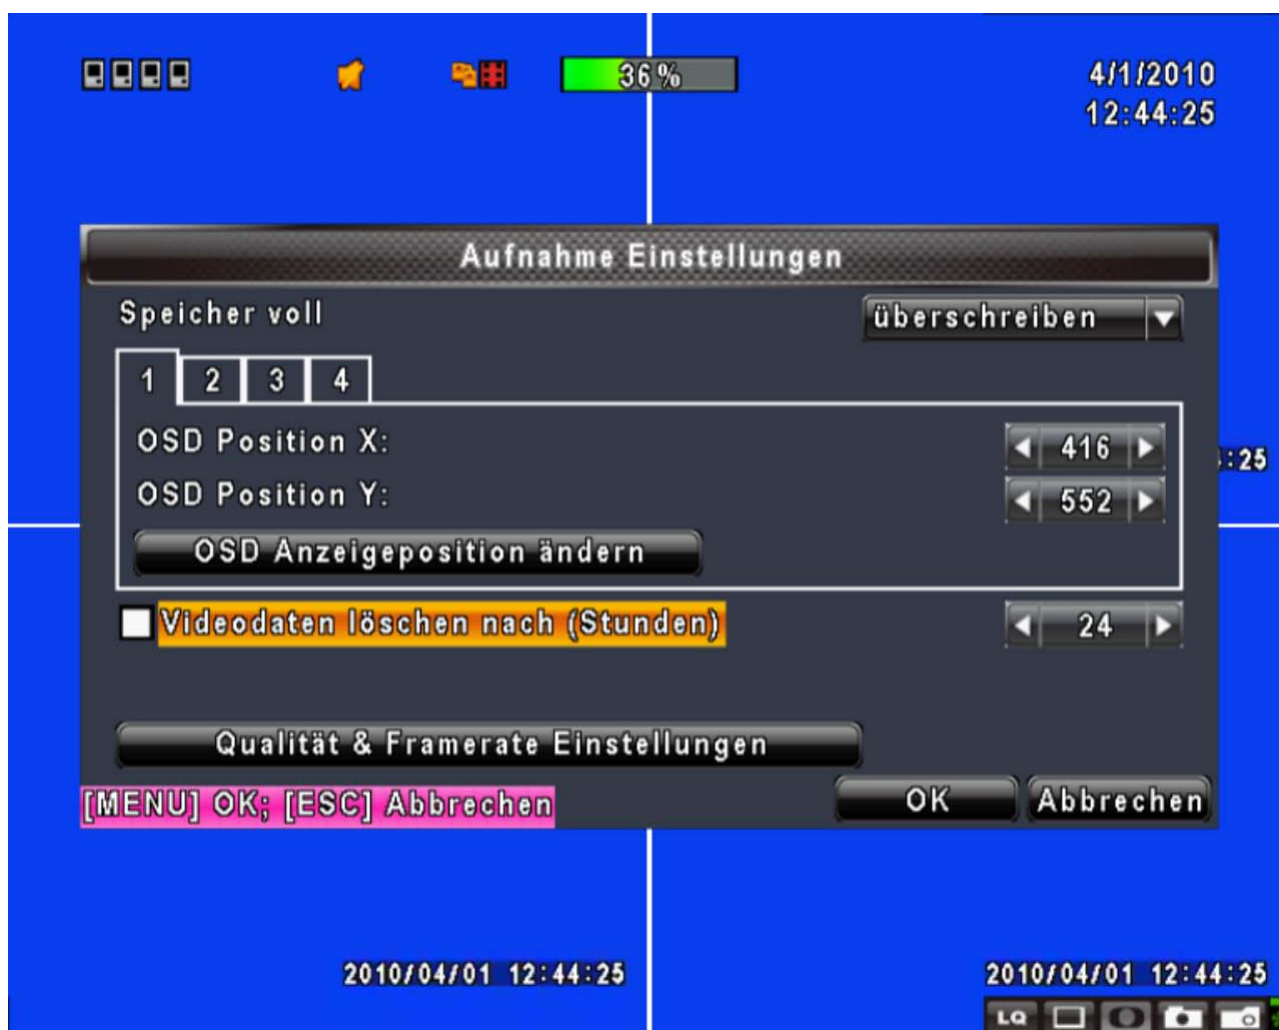 36%
4/1/2010
12:44:25
Aufnahme Einstellungen
Speicher voll
überschreiben
1 2 3 4
OSD Position X:
416
:25
OSD Position Y:
552
OSD Anzeigeposition ändern
Videodaten löschen nach (Stunden)
24
Qualität & Framerate Einstellungen
[MENU] OK; [ESC] Abbrechen
OK
Abbrechen
2010/04/01 12:44:25
2010/04/01 12:44:25
LQ